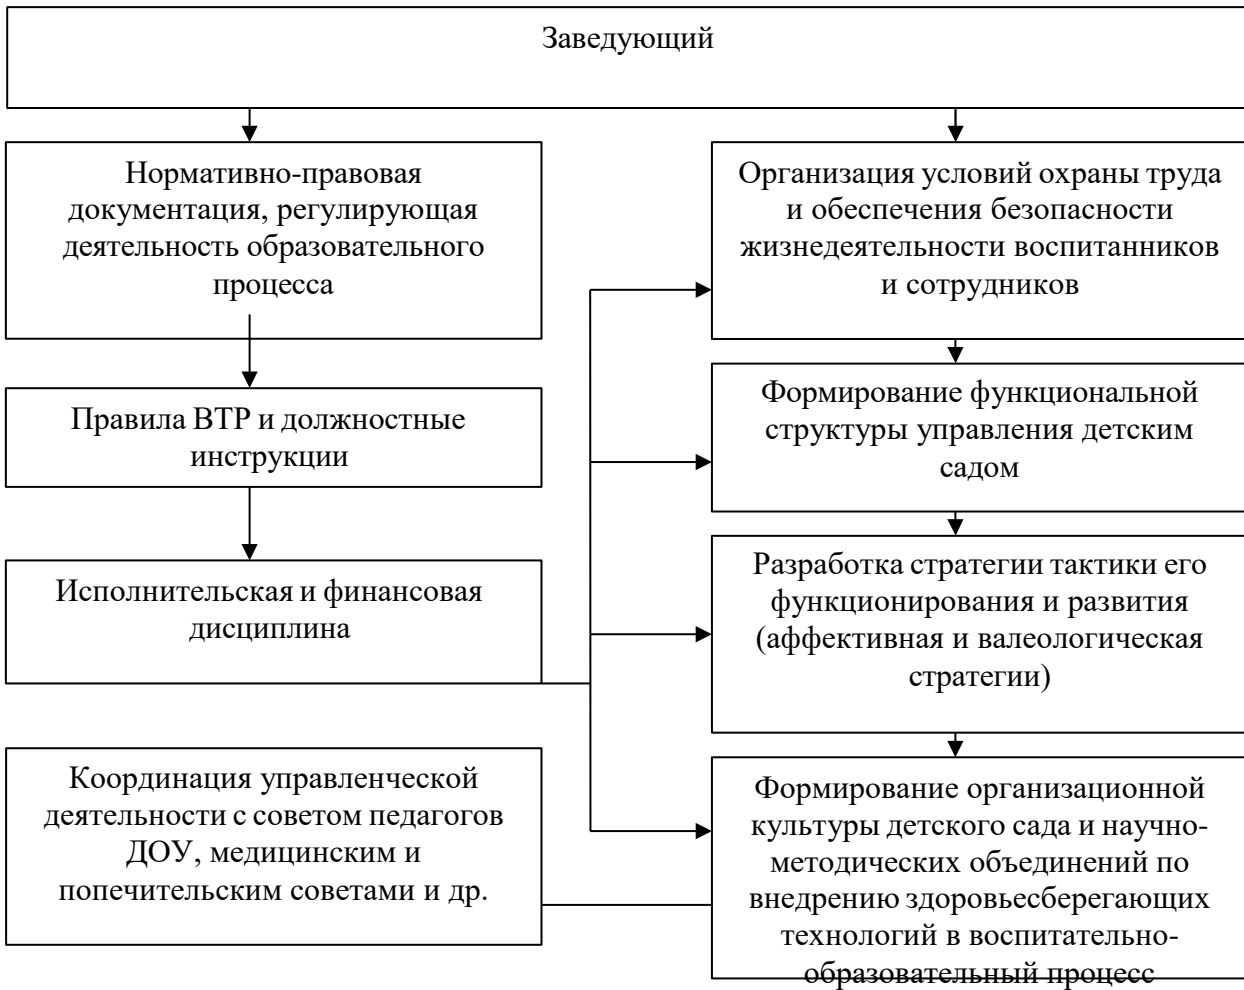 Заведующий
Нормативно-правовая
документация, регулирующая
деятельность образовательного
процесса
Правила ВТР и должностные
инструкции
Исполнительская и финансовая
дисциплина
Координация управленческой
деятельности с советом педагогов
ДОУ, медицинским и
попечительским советами и др.
Организация условий охраны труда
и обеспечения безопасности
жизнедеятельности воспитанников
и сотрудников
Формирование функциональной
структуры управления детским
садом
Разработка стратегии тактики его
функционирования и развития
(аффективная и валеологическая
стратегии)
Формирование организационной
культуры детского сада и научно-
методических объединений по
внедрению здоровьесберегающих
технологий в воспитательно-
образовательный процесс